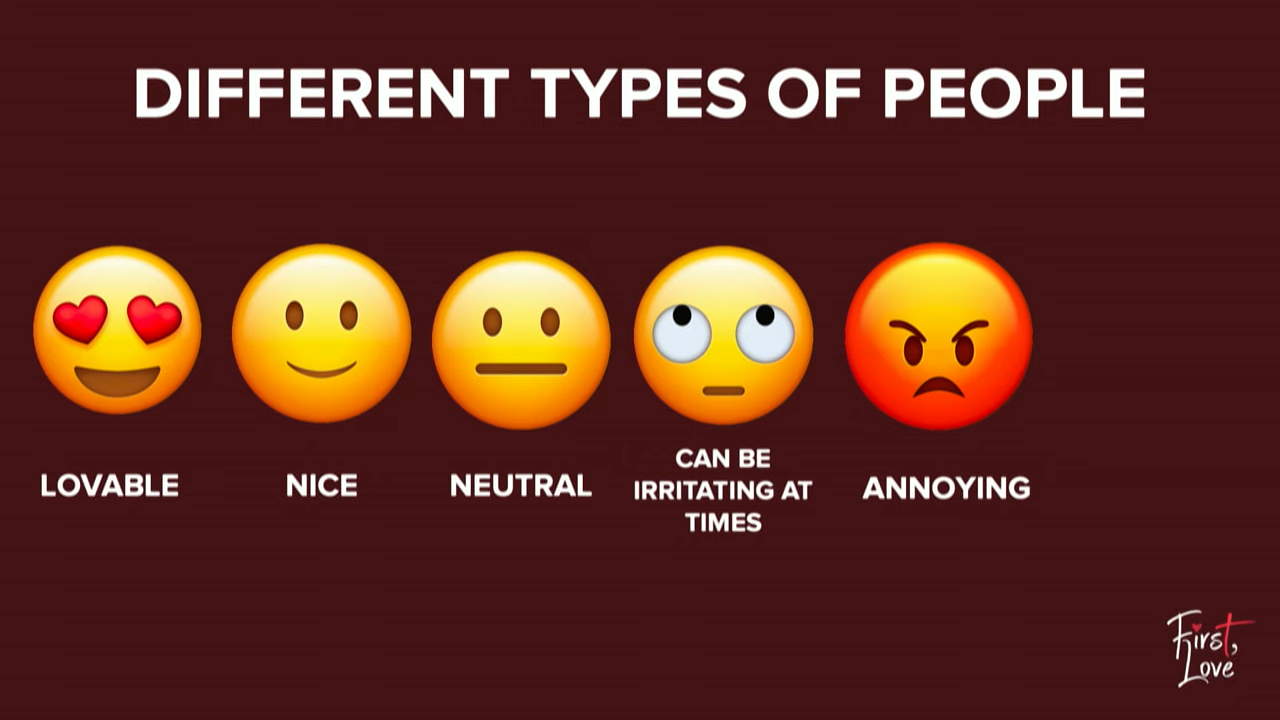 DIFFERENT TYPES OF PEOPLE
LOVABLE
NICE
NEUTRAL
CAN BE
IRRITATING AT
TIMES
ANNOYING
First,
Love